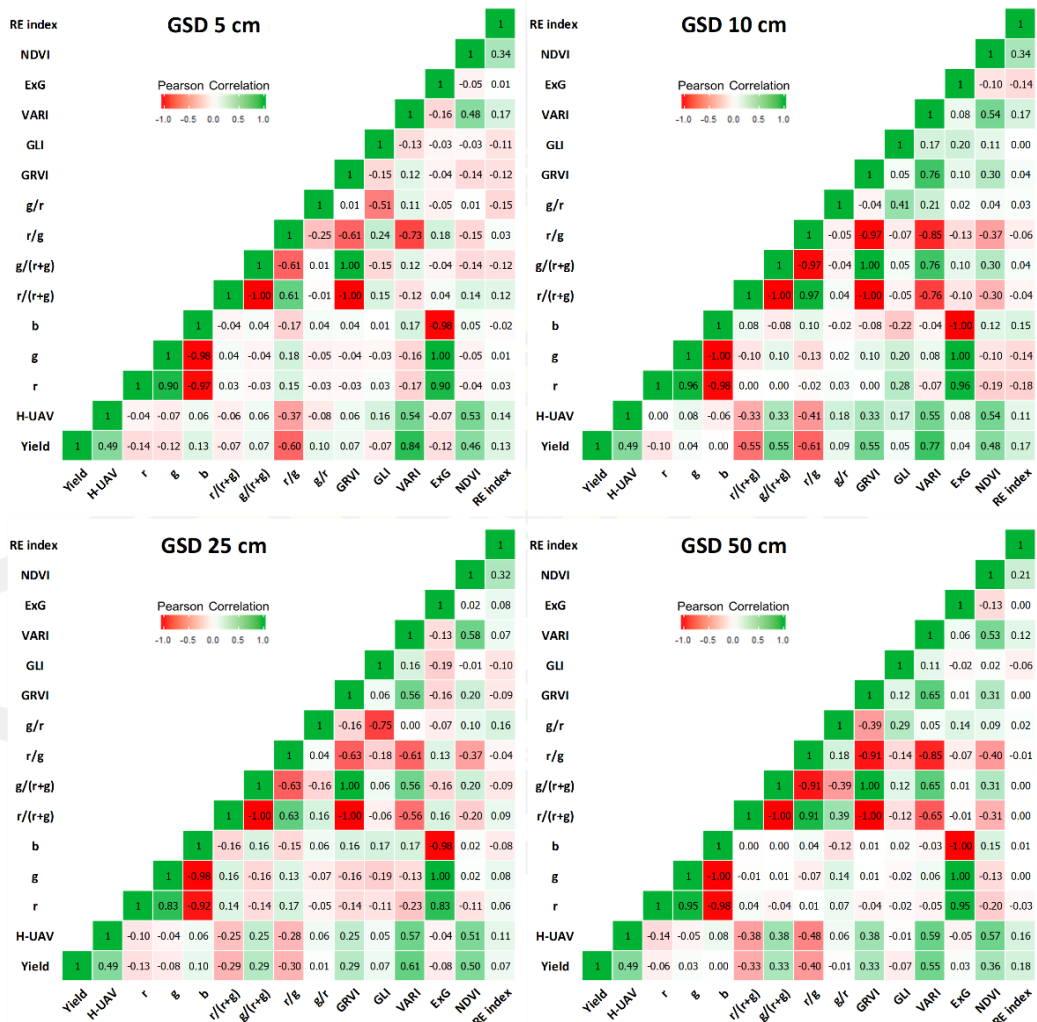 GSD 5 cm
Pearson Correlation
-1.0 -0.5 0.0 0.5 1.0
RE index 1
NDVI 1 0.34
ExG 1 -0.05 0.01
VARI 1 -0.16 0.48 0.17
GLI 1 -0.13 -0.03 -0.03 -0.11
GRVI 1 -0.15 0.12 -0.04 -0.14 -0.12
g/r 1 0.01 -0.51 0.11 -0.05 0.01 -0.15
r/g 1 -0.25 -0.61 0.24 -0.73 0.18 -0.15 0.03
g/(r+g) 1 -0.61 0.01 1.00 -0.15 0.12 -0.04 -0.14 -0.12
r/(r+g) 1 -1.00 0.61 -0.01 -1.00 0.15 -0.12 0.04 0.14 0.12
b 1 -0.04 0.04 -0.17 0.04 0.04 0.01 0.17 -0.98 0.05 -0.02
g 1 -0.98 0.04 -0.04 0.18 -0.05 -0.04 -0.03 -0.16 1.00 -0.05 0.01
r 1 0.90 -0.97 0.03 -0.03 0.15 -0.03 -0.03 0.03 -0.17 0.90 -0.04 0.03
H-UAV 1 -0.04 -0.07 0.06 -0.06 0.06 -0.37 -0.08 0.06 0.16 0.54 -0.07 0.53 0.14
Yield 1 0.49 -0.14 -0.12 0.13 -0.07 0.07 -0.60 0.10 0.07 -0.07 0.84 -0.12 0.46 0.13
Yield H-UAV r g b r/(r+g) g/(r+g) r/g g/r GRVI GLI VARI ExG NDVI RE index
GSD 10 cm
Pearson Correlation
-1.0 -0.5 0.0 0.5 1.0
RE index 1
NDVI 1 0.34
ExG 1 -0.10 -0.14
VARI 1 0.08 0.54 0.17
GLI 1 0.17 0.20 0.11 0.00
GRVI 1 0.05 0.76 0.10 0.30 0.04
g/r 1 -0.04 0.41 0.21 0.02 0.04 0.03
r/g 1 -0.05 -0.97 -0.07 -0.85 -0.13 -0.37 -0.06
g/(r+g) 1 -0.97 -0.04 1.00 0.05 0.76 0.10 0.30 0.04
r/(r+g) 1 -1.00 0.97 0.04 -1.00 -0.05 -0.76 -0.10 -0.30 -0.04
b 1 0.08 -0.08 0.10 -0.02 -0.08 -0.22 -0.04 -1.00 0.12 0.15
g 1 -1.00 -0.10 0.10 -0.13 0.02 0.10 0.20 0.08 1.00 -0.10 -0.14
r 1 0.96 -0.98 0.00 0.00 -0.02 0.03 0.00 0.28 -0.07 0.96 -0.19 -0.18
H-UAV 1 0.00 0.08 -0.06 -0.33 0.33 -0.41 0.18 0.33 0.17 0.55 0.08 0.54 0.11
Yield 1 0.49 -0.10 0.04 0.00 -0.55 0.55 -0.61 0.09 0.55 0.05 0.77 0.04 0.48 0.17
Yield H-UAV r g b r/(r+g) g/(r+g) r/g g/r GRVI GLI VARI ExG NDVI RE index
GSD 25 cm
Pearson Correlation
-1.0 -0.5 0.0 0.5 1.0
RE index 1
NDVI 1 0.32
ExG 1 0.02 0.08
VARI 1 -0.13 0.58 0.07
GLI 1 0.16 -0.19 -0.01 -0.10
GRVI 1 0.06 0.56 -0.16 0.20 -0.09
g/r 1 -0.16 -0.75 0.00 -0.07 0.10 0.16
r/g 1 0.04 -0.63 -0.18 -0.61 0.13 -0.37 -0.04
g/(r+g) 1 -0.63 -0.16 1.00 0.06 0.56 -0.16 0.20 -0.09
r/(r+g) 1 -1.00 0.63 0.16 -1.00 -0.06 -0.56 0.16 -0.20 0.09
b 1 -0.16 0.16 -0.15 0.06 0.16 0.17 0.17 -0.98 0.02 -0.08
g 1 -0.98 0.16 -0.16 0.13 -0.07 -0.16 -0.19 -0.13 1.00 0.02 0.08
r 1 0.83 -0.92 0.14 -0.14 0.17 -0.05 -0.14 -0.11 -0.23 0.83 -0.11 0.06
H-UAV 1 -0.10 -0.04 0.06 -0.25 0.25 -0.28 0.06 0.25 0.05 0.57 -0.04 0.51 0.11
Yield 1 0.49 -0.13 -0.08 0.10 -0.29 0.29 -0.30 0.01 0.29 0.07 0.61 -0.08 0.50 0.07
Yield H-UAV r g b r/(r+g) g/(r+g) r/g g/r GRVI GLI VARI ExG NDVI RE index
GSD 50 cm
Pearson Correlation
-1.0 -0.5 0.0 0.5 1.0
RE index 1
NDVI 1 0.21
ExG 1 -0.13 0.00
VARI 1 0.06 0.53 0.12
GLI 1 0.11 -0.02 0.02 -0.06
GRVI 1 0.12 0.65 0.01 0.31 0.00
g/r 1 -0.39 0.29 0.05 0.14 0.09 0.02
r/g 1 0.18 -0.91 -0.14 -0.85 -0.07 -0.40 -0.01
g/(r+g) 1 -0.91 -0.39 1.00 0.12 0.65 0.01 0.31 0.00
r/(r+g) 1 -1.00 0.91 0.39 -1.00 -0.12 -0.65 -0.01 -0.31 0.00
b 1 0.00 0.00 0.04 -0.12 0.01 0.02 -0.03 -1.00 0.15 0.01
g 1 -1.00 -0.01 0.01 -0.07 0.14 0.01 -0.02 0.06 1.00 -0.13 0.00
r 1 0.95 -0.98 0.04 -0.04 0.01 0.07 -0.04 -0.02 -0.05 0.95 -0.20 -0.03
H-UAV 1 -0.14 -0.05 0.08 -0.38 0.38 -0.48 0.06 0.38 -0.01 0.59 -0.05 0.57 0.16
Yield 1 0.49 -0.06 0.03 0.00 -0.33 0.33 -0.40 0.01 0.33 -0.07 0.55 0.03 0.36 0.18
Yield H-UAV r g b r/(r+g) g/(r+g) r/g g/r GRVI GLI VARI ExG NDVI RE index